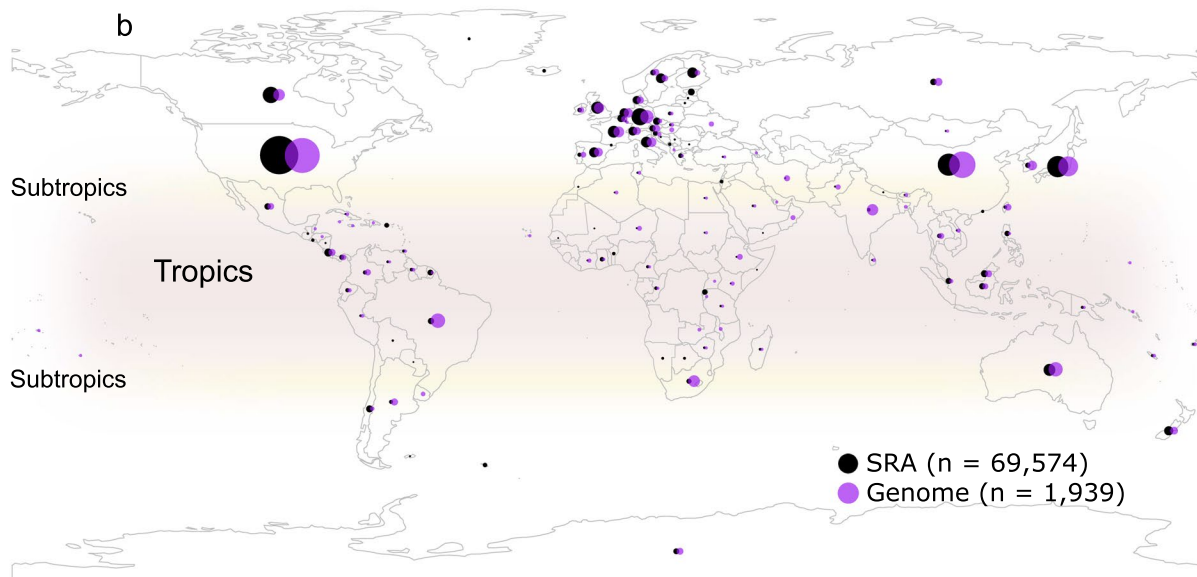 b
Subtropics
Tropics
Subtropics
SRA (n = 69,574)
Genome (n = 1,939)